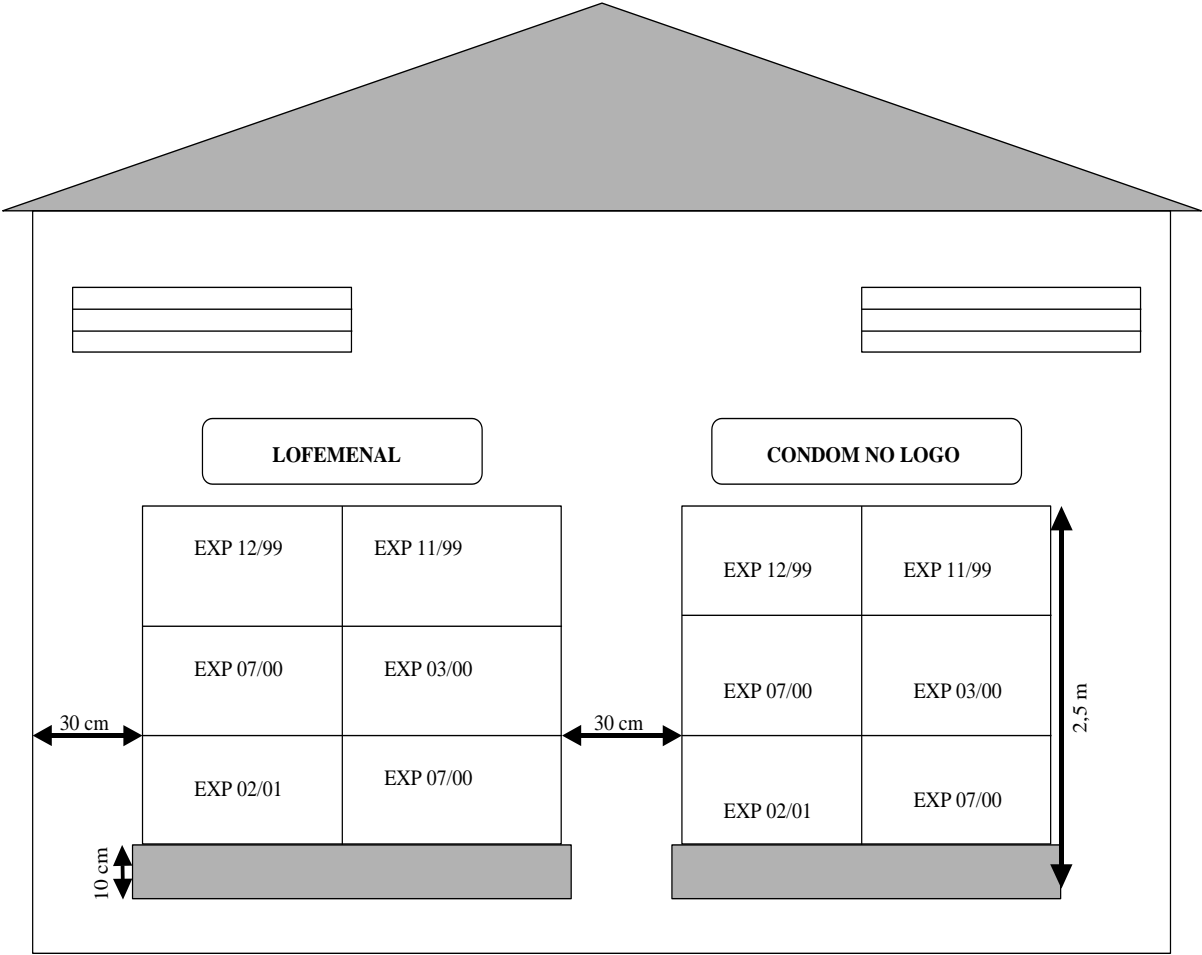 LOFEMENAL
CONDOM NO LOGO
EXP 12/99
EXP 11/99
EXP 12/99
EXP 11/99
EXP 07/00
EXP 03/00
EXP 07/00
EXP 03/00
30 cm
30 cm
2,5 m
EXP 02/01
EXP 07/00
EXP 02/01
EXP 07/00
10 cm